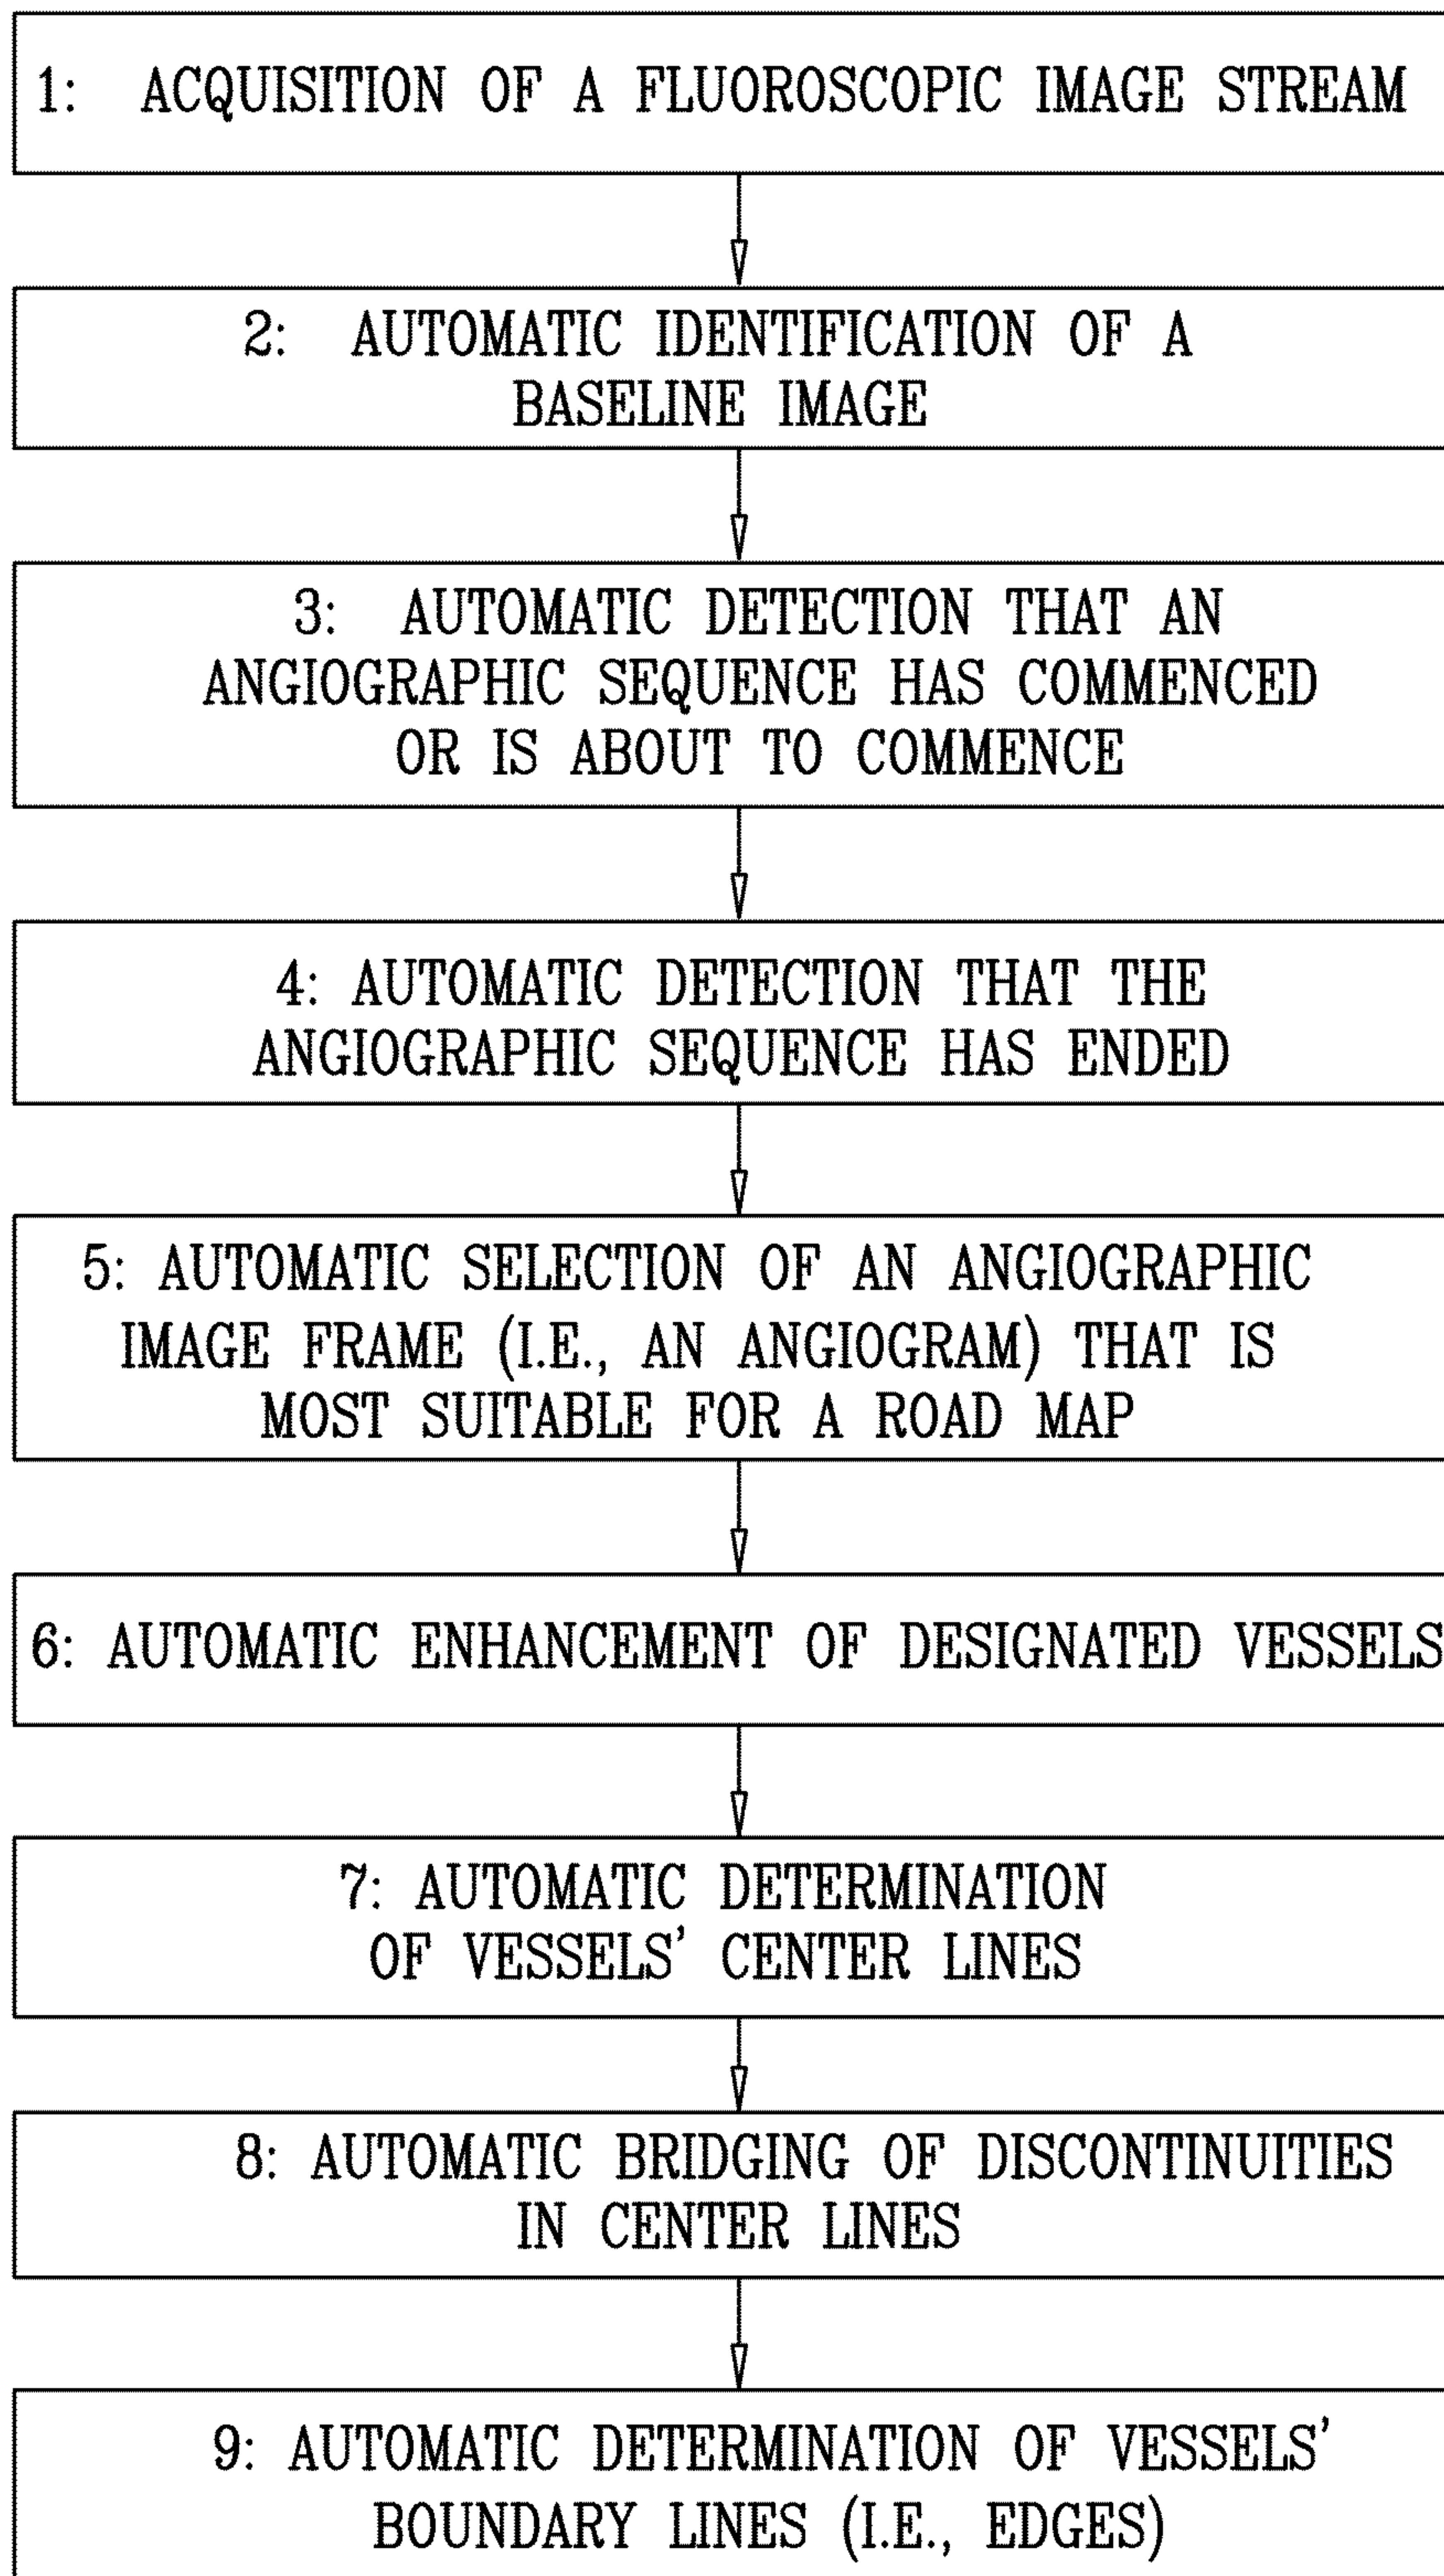 1: ACQUISITION OF A FLUOROSCOPIC IMAGE STREAM
2: AUTOMATIC IDENTIFICATION OF A
BASELINE IMAGE
3: AUTOMATIC DETECTION THAT AN
ANGIOGRAPHIC SEQUENCE HAS COMMENCED
OR IS ABOUT TO COMMENCE
4: AUTOMATIC DETECTION THAT THE
ANGIOGRAPHIC SEQUENCE HAS ENDED
5: AUTOMATIC SELECTION OF AN ANGIOGRAPHIC
IMAGE FRAME (I.E., AN ANGIOGRAM) THAT IS
MOST SUITABLE FOR A ROAD MAP
6: AUTOMATIC ENHANCEMENT OF DESIGNATED VESSELS
7: AUTOMATIC DETERMINATION
OF VESSELS' CENTER LINES
8: AUTOMATIC BRIDGING OF DISCONTINUITIES
IN CENTER LINES
9: AUTOMATIC DETERMINATION OF VESSELS'
BOUNDARY LINES (I.E., EDGES)